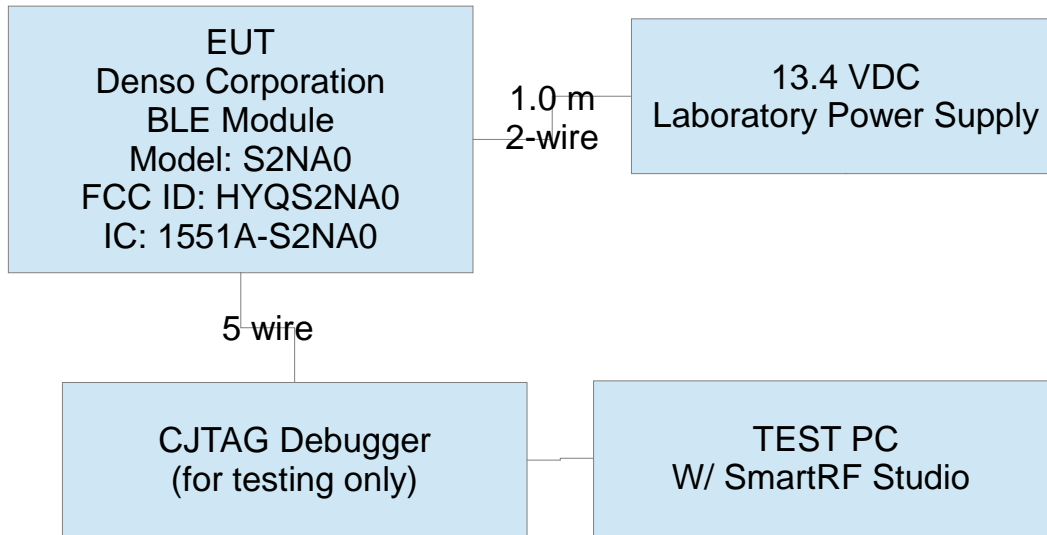 EUT
Denso Corporation
BLE Module
Model: S2NA0
FCC ID: HYQS2NA0
IC: 1551A-S2NA0
1.0 m
2-wire
13.4 VDC
Laboratory Power Supply
5 wire
CJTAG Debugger
(for testing only)
TEST PC
W/ SmartRF Studio